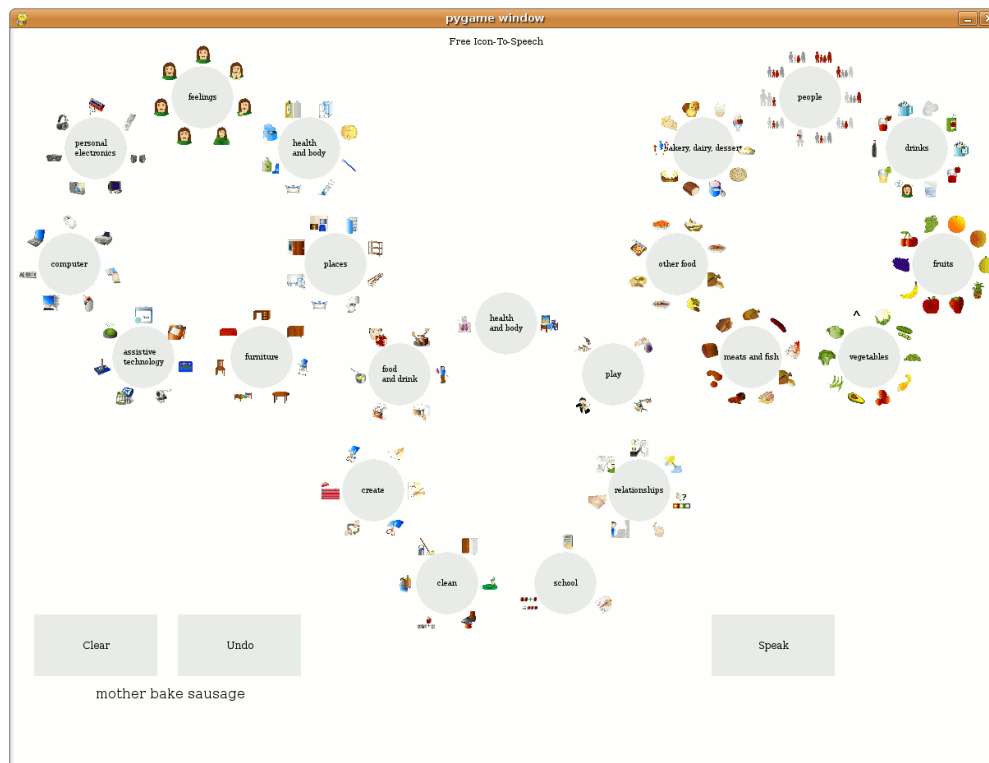 pygame window
Free Icon-To-Speech
feelings
people
personal
electronics
health
and body
bakery, dairy, dessert
drinks
computer
places
other food
fruits
health
and body
assistive
technology
furniture
food
and drink
play
meats and fish
vegetables
create
relationships
clean
school
Clear
Undo
Speak
mother bake sausage